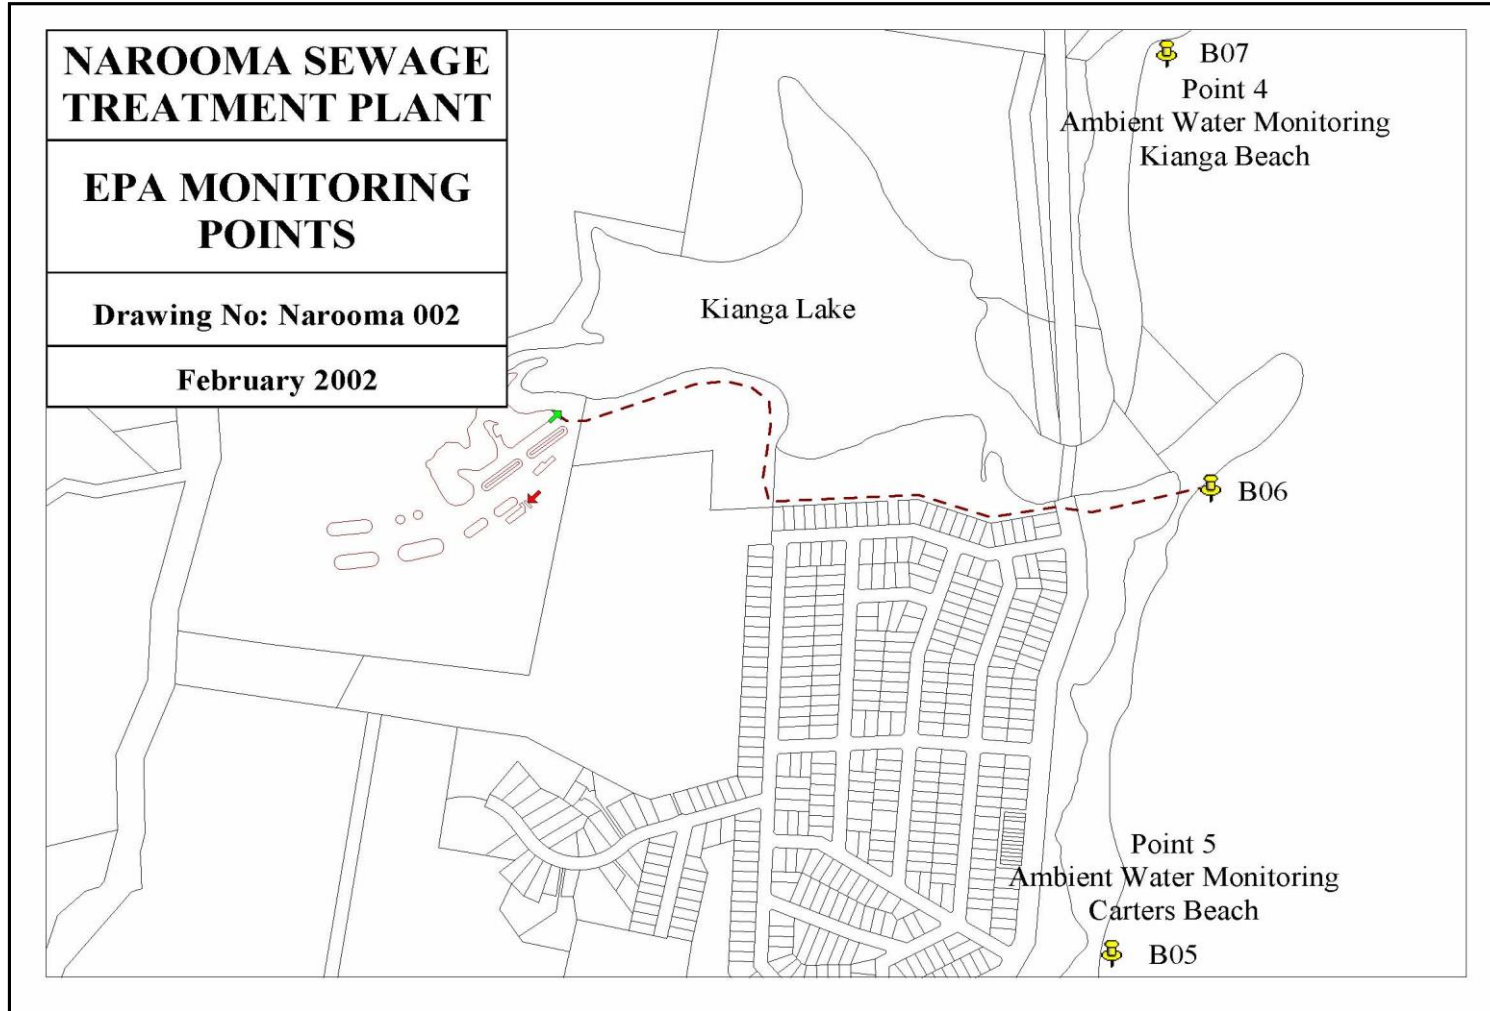 NAROOMA SEWAGE
TREATMENT PLANT
EPA MONITORING
POINTS
Drawing No: Narooma 002
February 2002
B07
Point 4
Ambient Water Monitoring
Kianga Beach
Kianga Lake
B06
Point 5
Ambient Water Monitoring
Carters Beach
B05